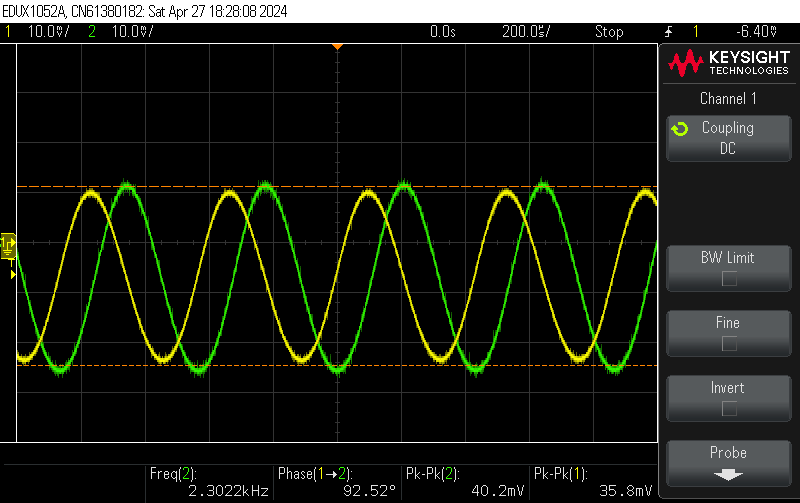 EDUX1052A, CN61380182: Sat Apr 27 18:28:08 2024
1 10.0V/ 2 10.0V/ 0.0s 200.0s/ Stop 1 -6.40V
KEYSIGHT
TECHNOLOGIES
Channel 1
Coupling
DC
BW Limit
Fine
Invert
Probe
Freq(2): Phase(1→2): Pk-Pk(2): Pk-Pk(1):
2.3022kHz 92.52° 40.2mV 35.8mV